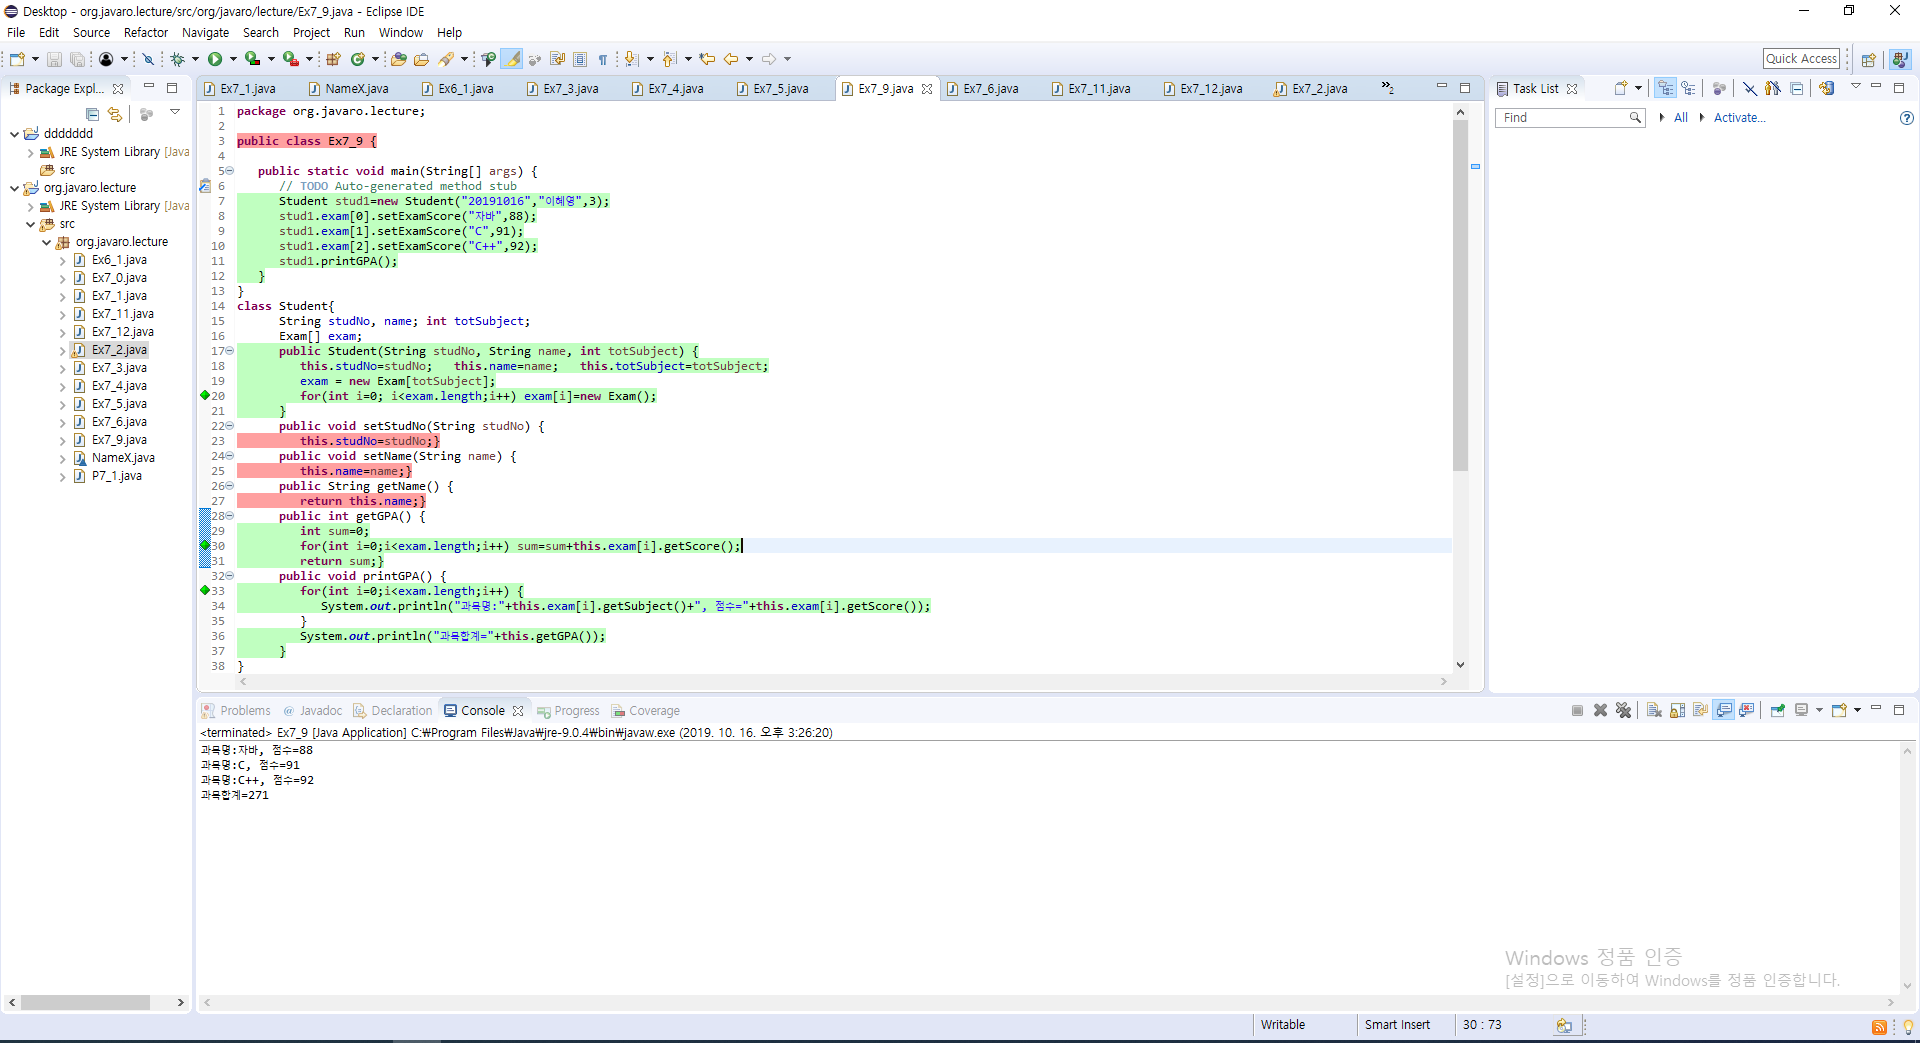 Desktop - org.javaro.lecture/src/org/javaro/lecture/Ex7_9.java - Eclipse IDE
File Edit Source Refactor Navigate Search Project Run Window Help
Quick Access
Package Expl...
Ex7_1.java NameX.java Ex6_1.java Ex7_3.java Ex7_4.java Ex7_5.java Ex7_9.java Ex7_6.java Ex7_11.java Ex7_12.java Ex7_2.java »2
Task List
Find All Activate...
ddddddd
JRE System Library [Java
src
org.javaro.lecture
JRE System Library [Java
src
org.javaro.lecture
Ex6_1.java
Ex7_0.java
Ex7_1.java
Ex7_11.java
Ex7_12.java
Ex7_2.java
Ex7_3.java
Ex7_4.java
Ex7_5.java
Ex7_6.java
Ex7_9.java
NameX.java
P7_1.java
1 package org.javaro.lecture;
2
3 public class Ex7_9 {
4
5 public static void main(String[] args) {
6 // TODO Auto-generated method stub
7 Student stud1=new Student("20191016","이혜영",3);
8 stud1.exam[0].setExamScore("자바",88);
9 stud1.exam[1].setExamScore("C",91);
10 stud1.exam[2].setExamScore("C++",92);
11 stud1.printGPA();
12 }
13 }
14 class Student{
15 String studNo, name; int totSubject;
16 Exam[] exam;
17 public Student(String studNo, String name, int totSubject) {
18 this.studNo=studNo; this.name=name; this.totSubject=totSubject;
19 exam = new Exam[totSubject];
20 for(int i=0; i<exam.length;i++) exam[i]=new Exam();
21 }
22 public void setStudNo(String studNo) {
23 this.studNo=studNo;}
24 public void setName(String name) {
25 this.name=name;}
26 public String getName() {
27 return this.name;}
28 public int getGPA() {
29 int sum=0;
30 for(int i=0;i<exam.length;i++) sum=sum+this.exam[i].getScore();
31 return sum;}
32 public void printGPA() {
33 for(int i=0;i<exam.length;i++) {
34 System.out.println("과목명:"+this.exam[i].getSubject()+", 점수="+this.exam[i].getScore());
35 }
36 System.out.println("과목합계="+this.getGPA());
37 }
38 }
Problems Javadoc Declaration Console Progress Coverage
<terminated> Ex7_9 [Java Application] C:₩Program Files₩Java₩jre-9.0.4₩bin₩javaw.exe (2019. 10. 16. 오후 3:26:20)
과목명:자바, 점수=88
과목명:C, 점수=91
과목명:C++, 점수=92
과목합계=271
Windows 정품 인증
[설정]으로 이동하여 Windows를 정품 인증합니다.
Writable Smart Insert 30 : 73